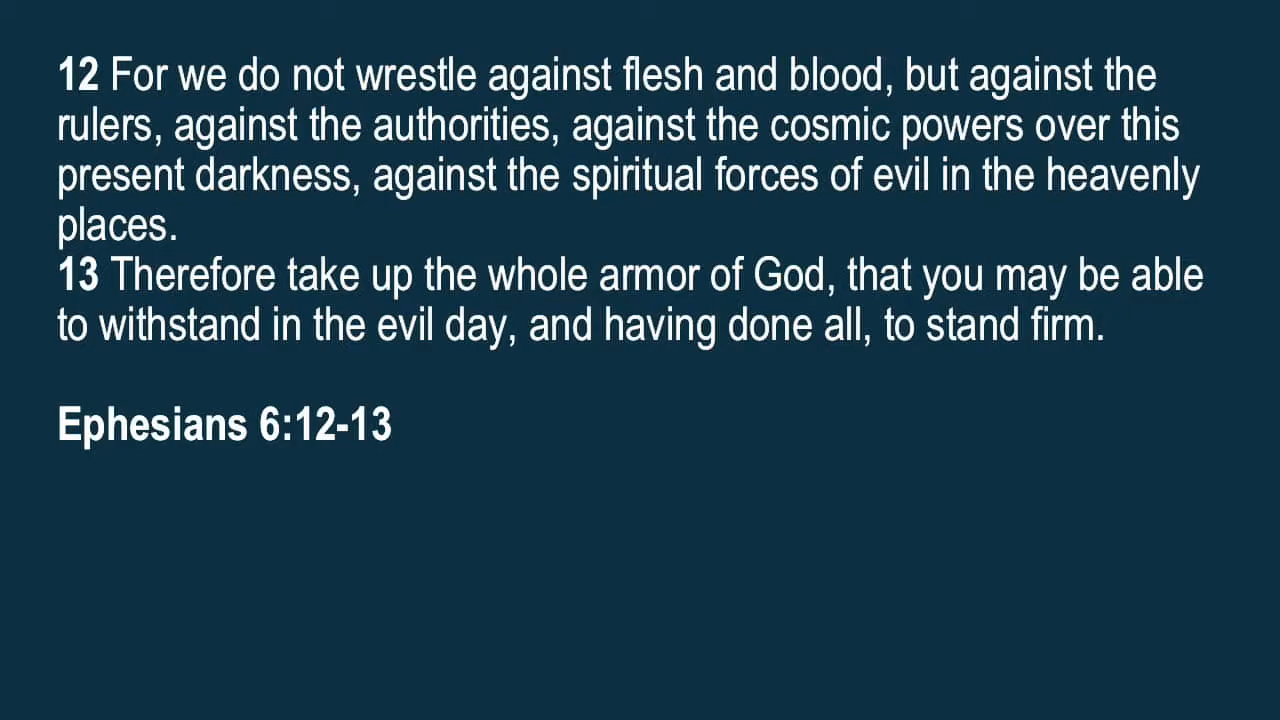 12 For we do not wrestle against flesh and blood, but against the
rulers, against the authorities, against the cosmic powers over this
present darkness, against the spiritual forces of evil in the heavenly
places.
13 Therefore take up the whole armor of God, that you may be able
to withstand in the evil day, and having done all, to stand firm.
Ephesians 6:12-13